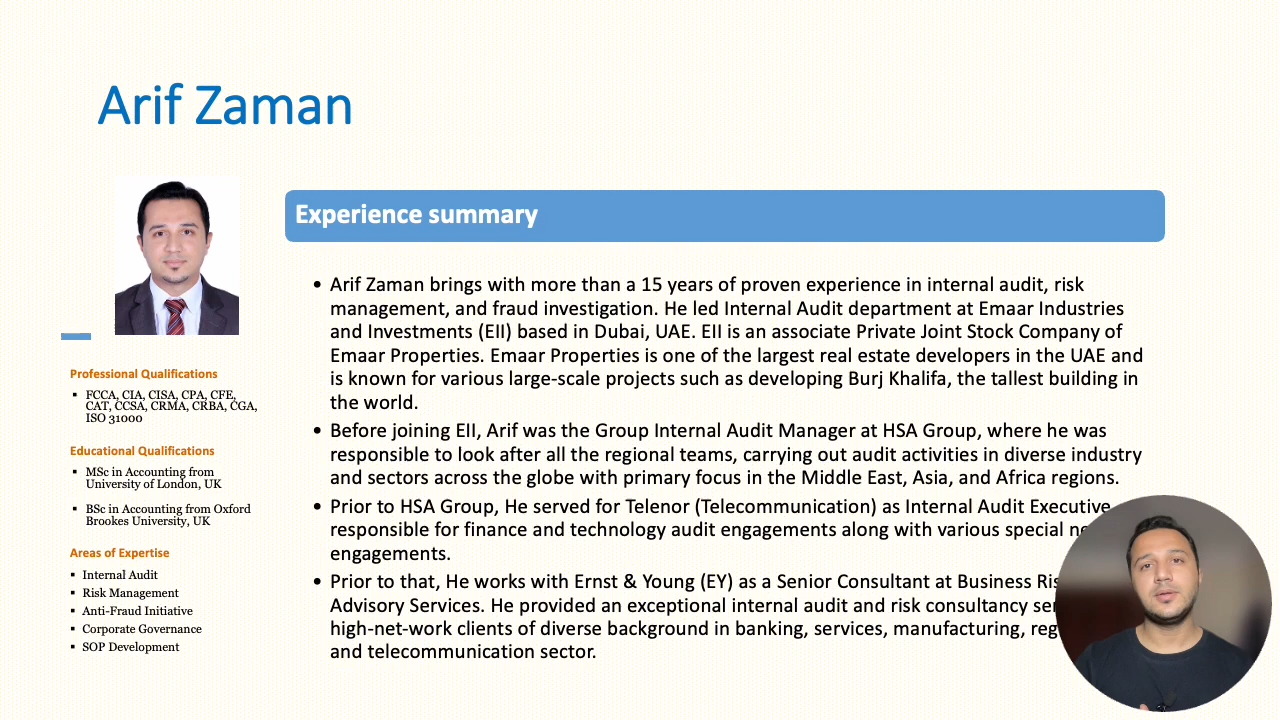 Arif Zaman
Experience summary
• Arif Zaman brings with more than a 15 years of proven experience in internal audit, risk
management, and fraud investigation. He led Internal Audit department at Emaar Industries
and Investments (EII) based in Dubai, UAE. EII is an associate Private Joint Stock Company of
Emaar Properties. Emaar Properties is one of the largest real estate developers in the UAE and
is known for various large-scale projects such as developing Burj Khalifa, the tallest building in
the world.
• Before joining EII, Arif was the Group Internal Audit Manager at HSA Group, where he was
responsible to look after all the regional teams, carrying out audit activities in diverse industry
and sectors across the globe with primary focus in the Middle East, Asia, and Africa regions.
• Prior to HSA Group, He served for Telenor (Telecommunication) as Internal Audit Executive
responsible for finance and technology audit engagements along with various special
engagements.
• Prior to that, He works with Ernst & Young (EY) as a Senior Consultant at Business
Advisory Services. He provided an exceptional internal audit and risk consultancy
high-net-work clients of diverse background in banking, services, manufacturing,
and telecommunication sector.
Professional Qualifications
▪ FCCA, CIA, CISA, CPA, CFE,
CAT, CCSA, CRMA, CRBA, CGA,
ISO 31000
Educational Qualifications
▪ MSc in Accounting from
University of London, UK
▪ BSc in Accounting from Oxford
Brookes University, UK
Areas of Expertise
▪ Internal Audit
▪ Risk Management
▪ Anti-Fraud Initiative
▪ Corporate Governance
▪ SOP Development